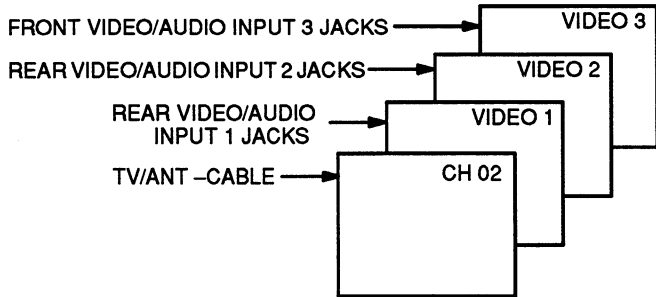 FRONT VIDEO/AUDIO INPUT 3 JACKS
VIDEO 3
REAR VIDEO/AUDIO INPUT 2 JACKS
VIDEO 2
REAR VIDEO/AUDIO
INPUT 1 JACKS
VIDEO 1
TV/ANT –CABLE
CH 02